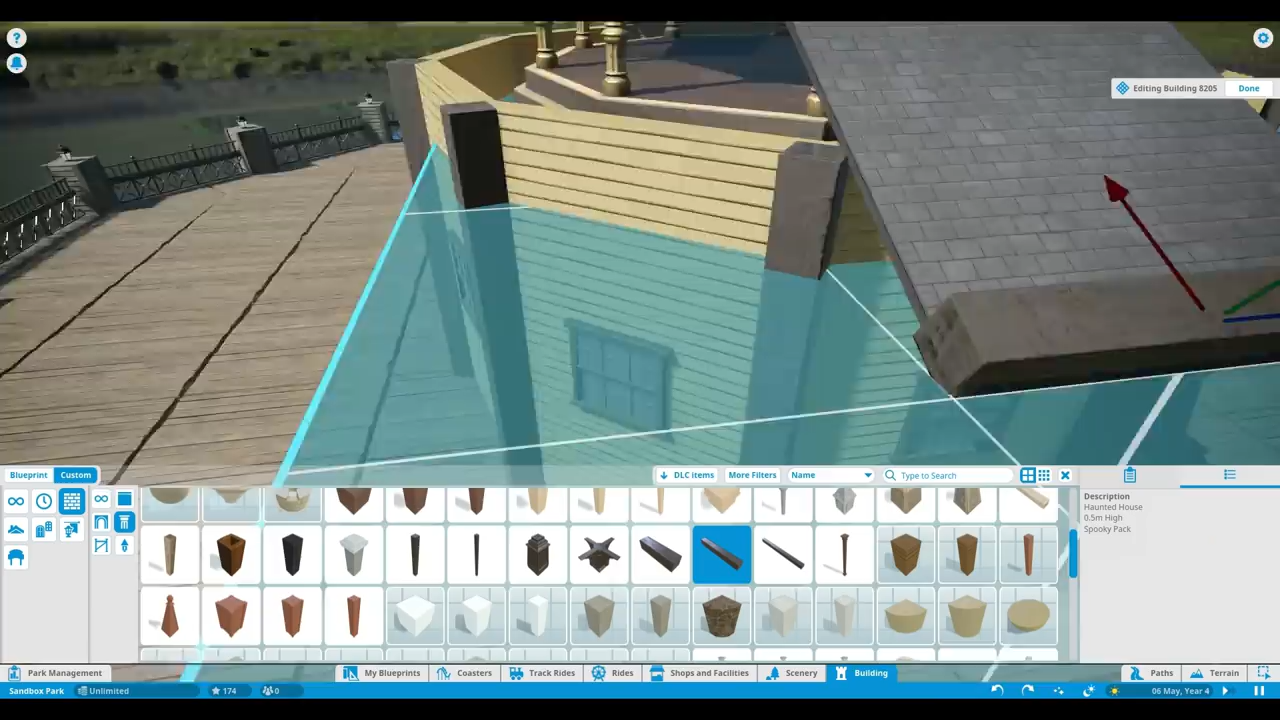 ?
Editing Building 8205 Done
Blueprint Custom
DLC items More Filters Name Type to Search
Description
Haunted House
0.5m High
Spooky Pack
Park Management My Blueprints Coasters Track Rides Rides Shops and Facilities Scenery Building Paths Terrain
Sandbox Park Unlimited 174 0 06 May, Year 4